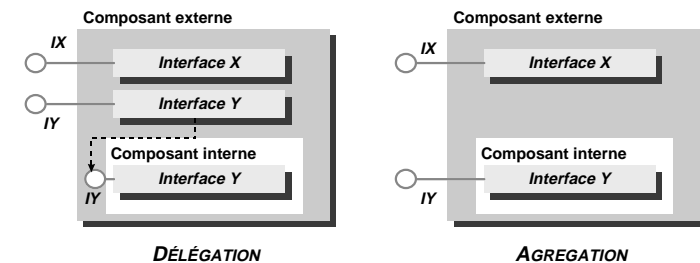 Composant externe
IX
Interface X
Interface Y
IY
Composant interne
Interface Y
IY
DÉLÉGATION
Composant externe
IX
Interface X
Composant interne
Interface Y
IY
AGREGATION